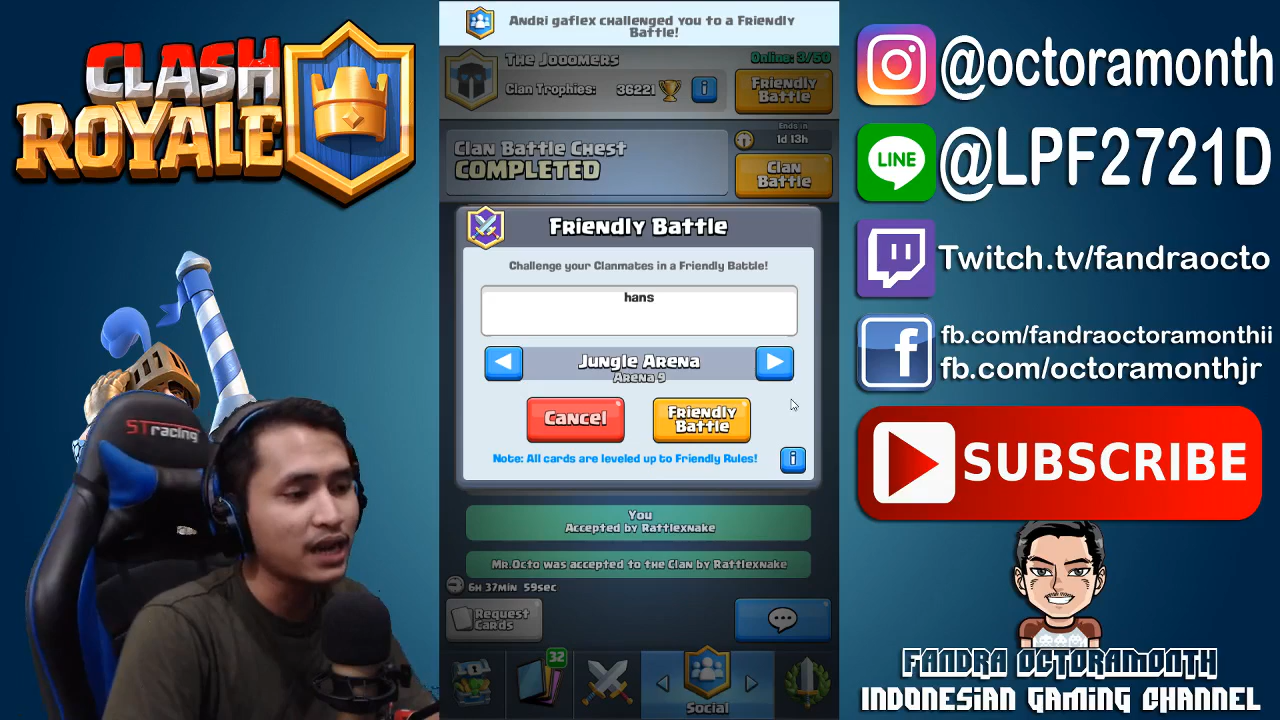 CLASH
ROYALE
STracing
Andri gaflex challenged you to a Friendly
Battle!
The Jooomers
Online: 3/50
Clan Trophies: 36221
i
Friendly
Battle
Clan Battle Chest
COMPLETED
Ends in
1d 13h
Clan
Battle
Friendly Battle
Challenge your Clanmates in a Friendly Battle!
hans
Jungle Arena
Arena 9
Cancel
Friendly
Battle
Note: All cards are leveled up to Friendly Rules!
i
You
Accepted by Rattlexnake
Mr.Octo was accepted to the Clan by Rattlexnake
6h 37min 59sec
Request
Cards
32
Social
@octoramonth
LINE
@LPF2721D
Twitch.tv/fandraocto
fb.com/fandraoctoramonthii
fb.com/octoramonthjr
SUBSCRIBE
FANDRA OCTORAMONTH
INDONESIAN GAMING CHANNEL